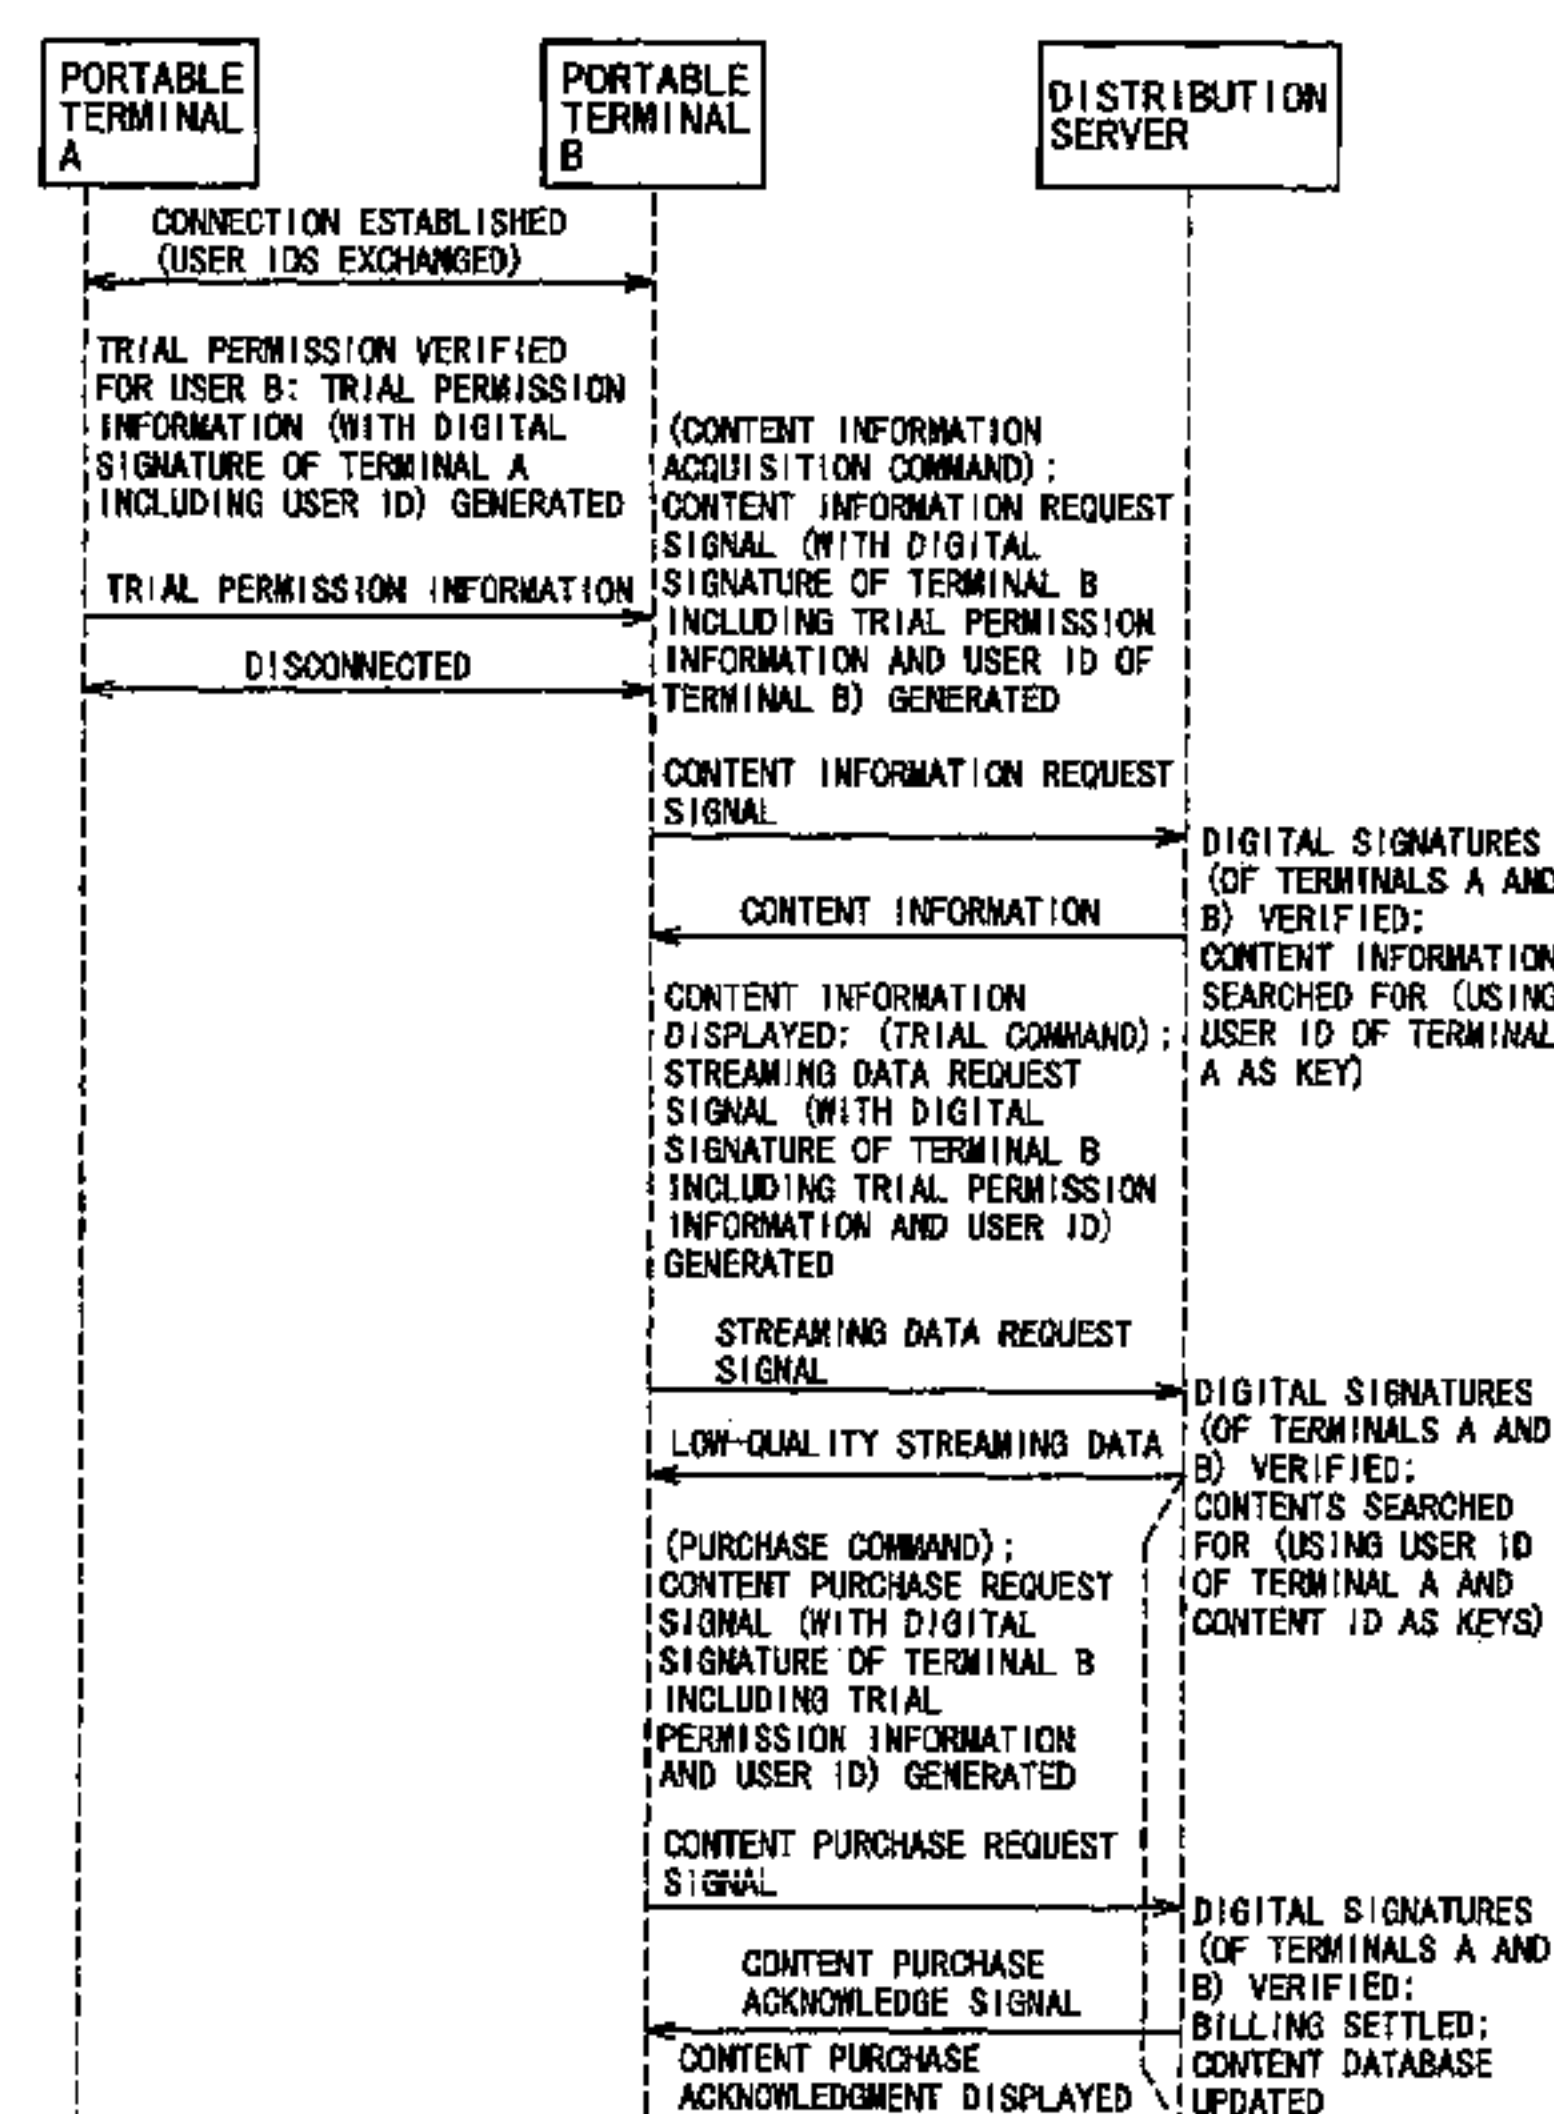 PORTABLE
TERMINAL
A
PORTABLE
TERMINAL
B
DISTRIBUTION
SERVER
CONNECTION ESTABLISHED
(USER IDS EXCHANGED)
TRIAL PERMISSION VERIFIED
FOR USER B: TRIAL PERMISSION
INFORMATION (WITH DIGITAL
SIGNATURE OF TERMINAL A
INCLUDING USER ID) GENERATED
TRIAL PERMISSION INFORMATION
DISCONNECTED
(CONTENT INFORMATION
ACQUISITION COMMAND);
CONTENT INFORMATION REQUEST
SIGNAL (WITH DIGITAL
SIGNATURE OF TERMINAL B
INCLUDING TRIAL PERMISSION
INFORMATION AND USER ID OF
TERMINAL B) GENERATED
CONTENT INFORMATION REQUEST
SIGNAL
DIGITAL SIGNATURES
(OF TERMINALS A AND
B) VERIFIED;
CONTENT INFORMATION
SEARCHED FOR (USING
USER ID OF TERMINAL
A AS KEY)
CONTENT INFORMATION
CONTENT INFORMATION
DISPLAYED; (TRIAL COMMAND);
STREAMING DATA REQUEST
SIGNAL (WITH DIGITAL
SIGNATURE OF TERMINAL B
INCLUDING TRIAL PERMISSION
INFORMATION AND USER ID)
GENERATED
STREAMING DATA REQUEST
SIGNAL
DIGITAL SIGNATURES
(OF TERMINALS A AND
B) VERIFIED;
CONTENTS SEARCHED
FOR (USING USER ID
OF TERMINAL A AND
CONTENT ID AS KEYS)
LOW-QUALITY STREAMING DATA
(PURCHASE COMMAND);
CONTENT PURCHASE REQUEST
SIGNAL (WITH DIGITAL
SIGNATURE OF TERMINAL B
INCLUDING TRIAL
PERMISSION INFORMATION
AND USER ID) GENERATED
CONTENT PURCHASE REQUEST
SIGNAL
DIGITAL SIGNATURES
(OF TERMINALS A AND
B) VERIFIED;
BILLING SETTLED;
CONTENT DATABASE
UPDATED
CONTENT PURCHASE
ACKNOWLEDGE SIGNAL
CONTENT PURCHASE
ACKNOWLEDGMENT DISPLAYED